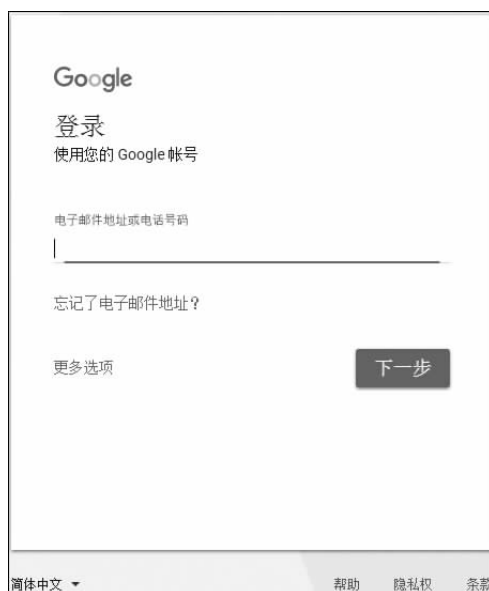 Google
登录
使用您的 Google 帐号
电子邮件地址或电话号码
忘记了电子邮件地址？
更多选项 下一步
简体中文 帮助 隐私权 条款